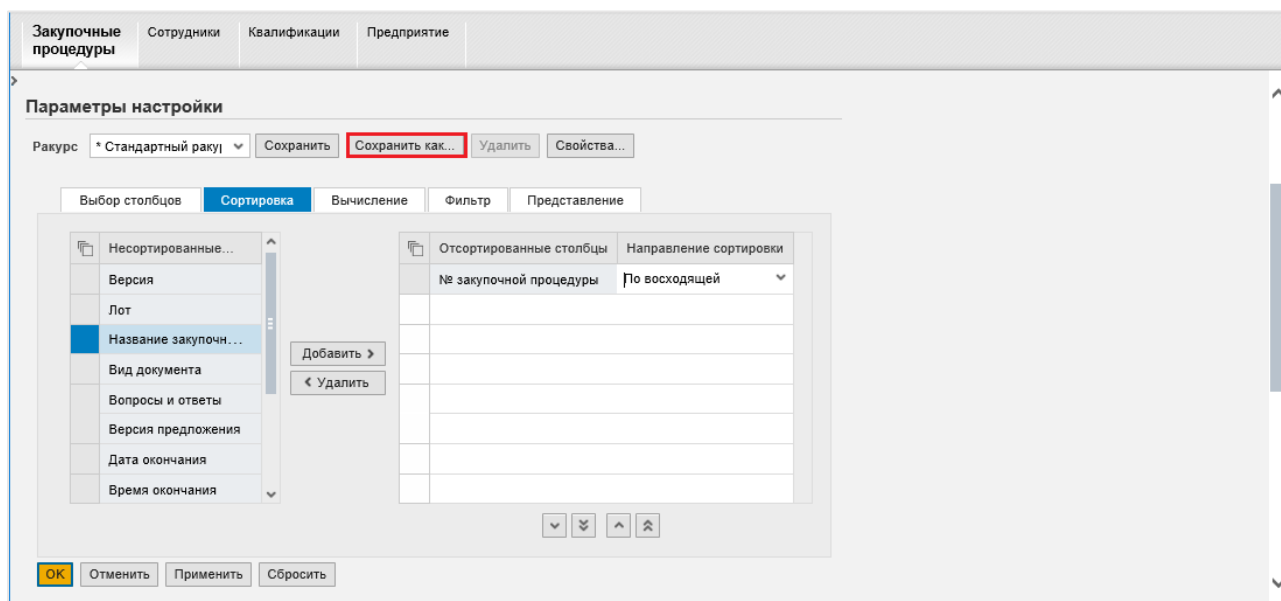 Закупочные процедуры
Сотрудники
Квалификации
Предприятие
Параметры настройки
Ракурс
* Стандартный ракур
Сохранить
Сохранить как...
Удалить
Свойства...
Выбор столбцов
Сортировка
Вычисление
Фильтр
Представление
Несортированные...
Версия
Лот
Название закупочн...
Вид документа
Вопросы и ответы
Версия предложения
Дата окончания
Время окончания
Добавить
Удалить
Отсортированные столбцы
Направление сортировки
№ закупочной процедуры
По восходящей
OK
Отменить
Применить
Сбросить